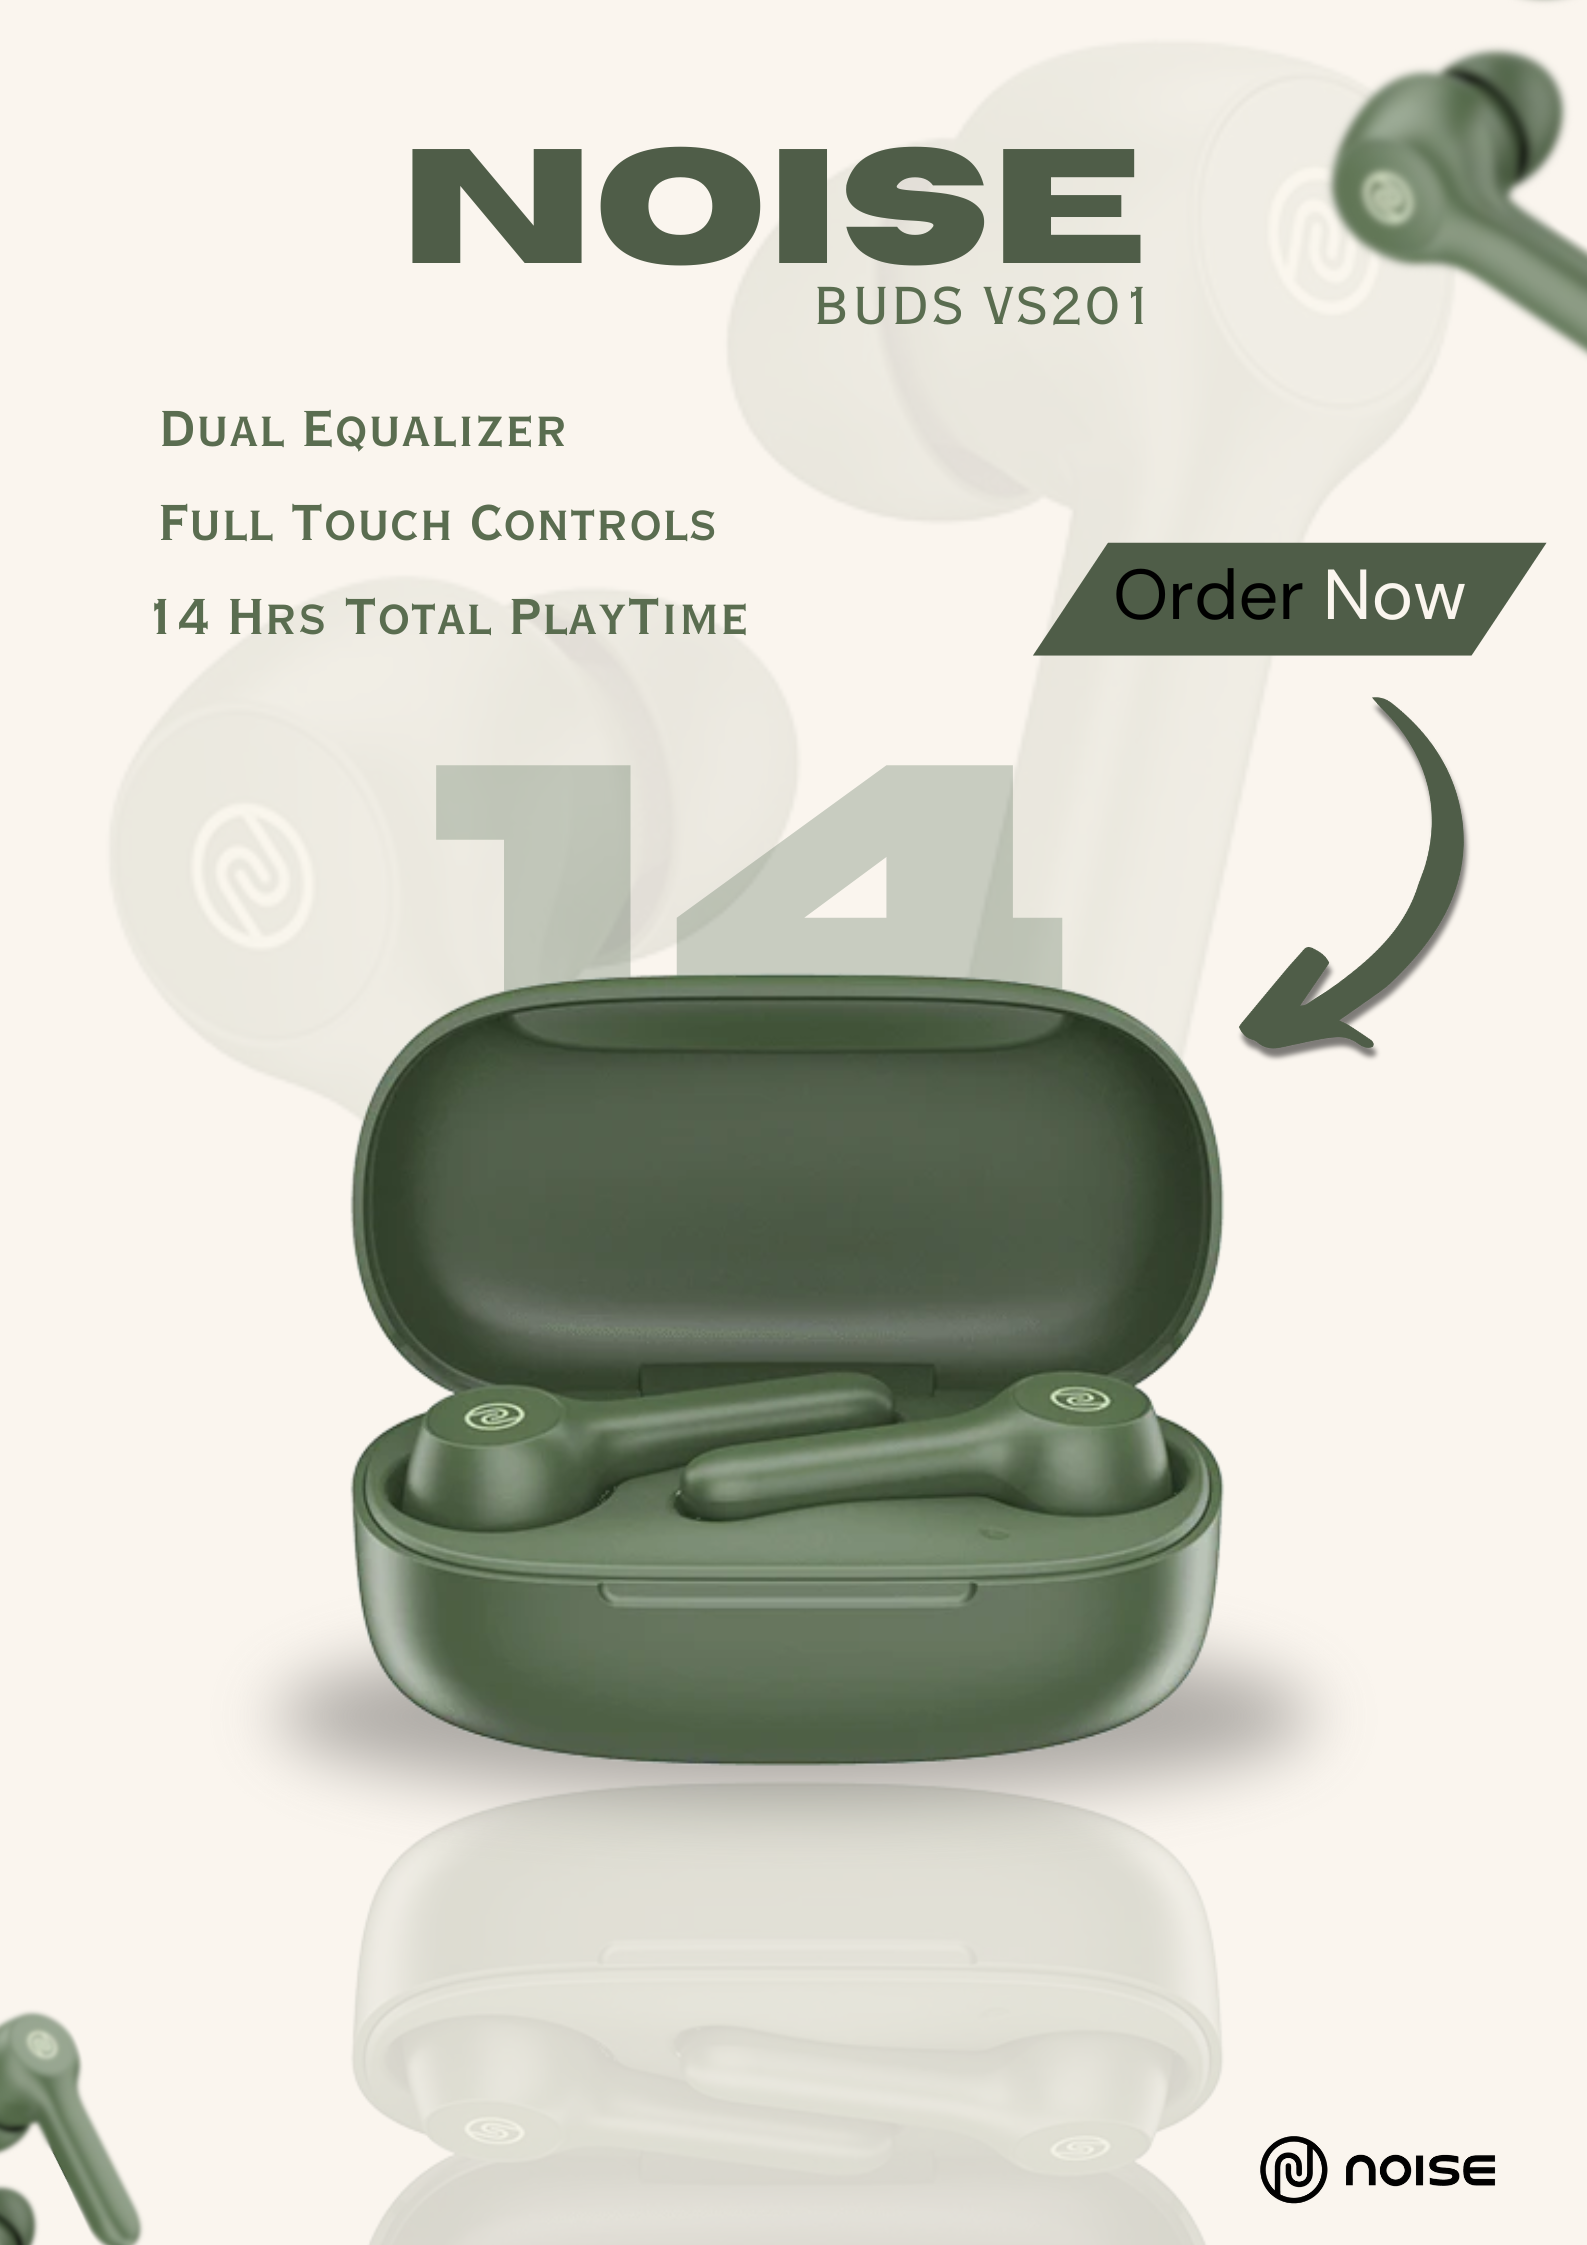 NOISE
BUDS VS201
Dual Equalizer
Full Touch Controls
14 Hrs Total PlayTime
Order Now
14
NOISE